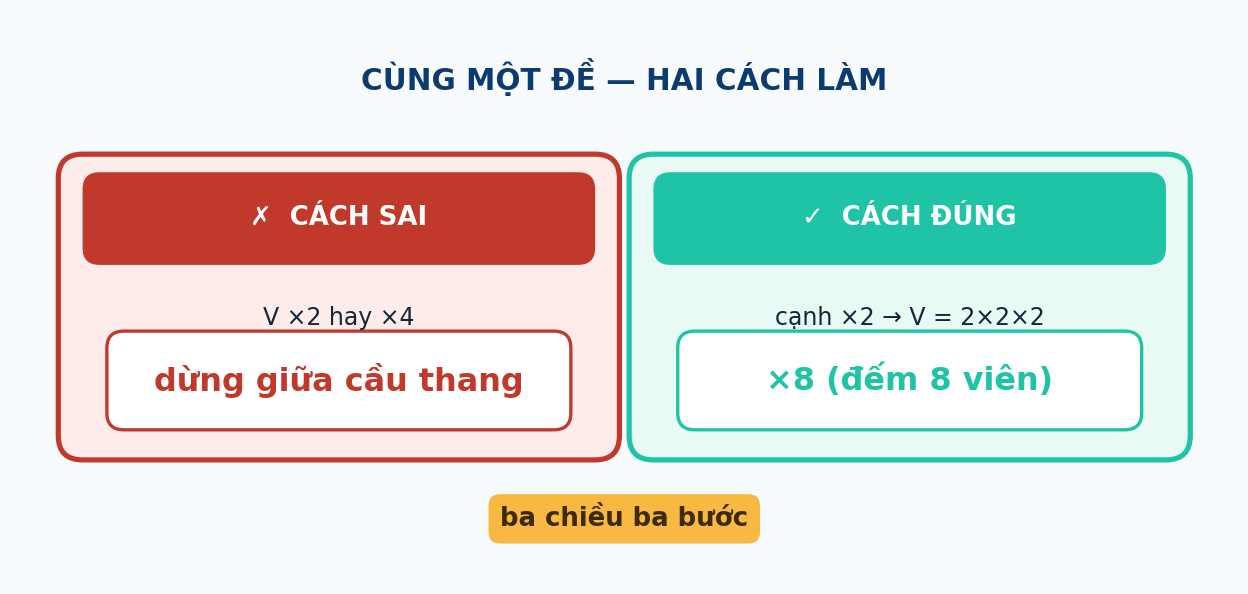 CÙNG MỘT ĐỀ — HAI CÁCH LÀM
✗ CÁCH SAI
V ×2 hay ×4
dừng giữa cầu thang
✓ CÁCH ĐÚNG
cạnh ×2 → V = 2×2×2
×8 (đếm 8 viên)
ba chiều ba bước